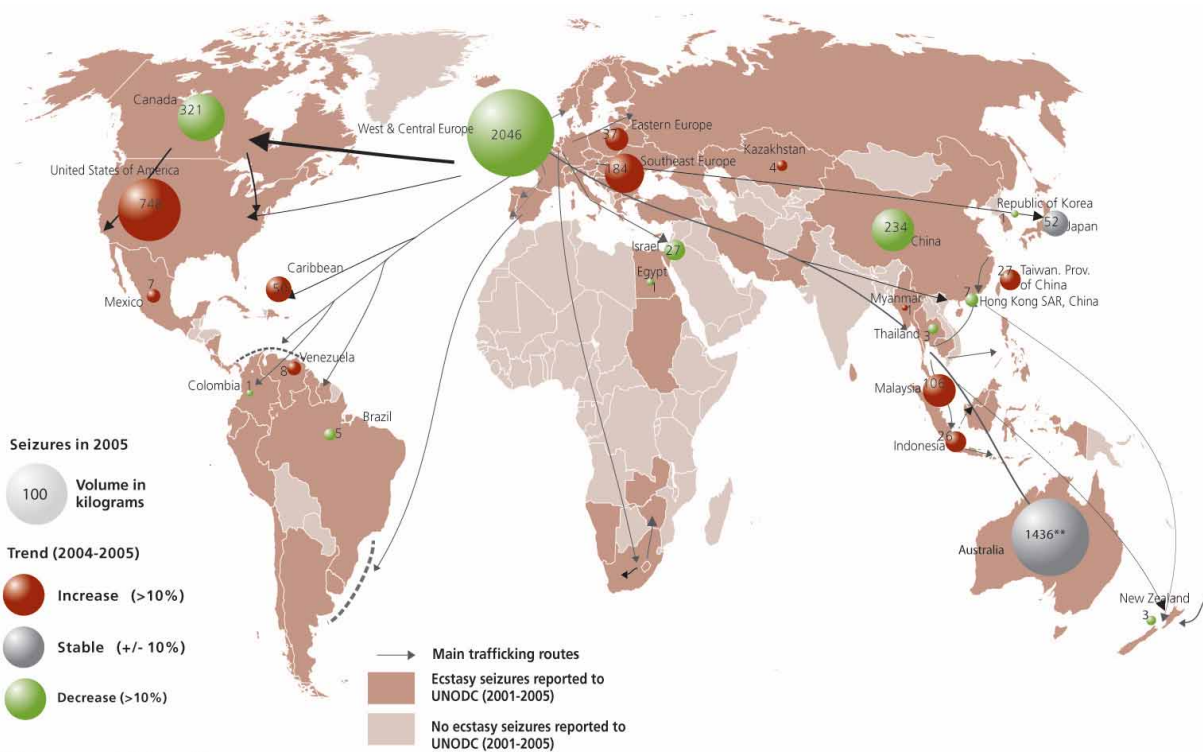 Canada
321
West & Central Europe
2046
37
Eastern Europe
184
Southeast Europe
Kazakhstan
4
United States of America
Republic of Korea
1
52
Japan
234
China
Israel
27
Egypt
1
Caribbean
7
Mexico
27
Taiwan. Prov.
of China
7
Hong Kong SAR, China
Myanmar
1
Thailand
3
Venezuela
8
Colombia
1
Malaysia
106
Brazil
5
26
Indonesia
Seizures in 2005
100
Volume in
kilograms
1436**
Australia
Trend (2004-2005)
Increase (>10%)
New Zealand
3
Stable (+/- 10%)
Decrease (>10%)
Main trafficking routes
Ecstasy seizures reported to
UNODC (2001-2005)
No ecstasy seizures reported to
UNODC (2001-2005)